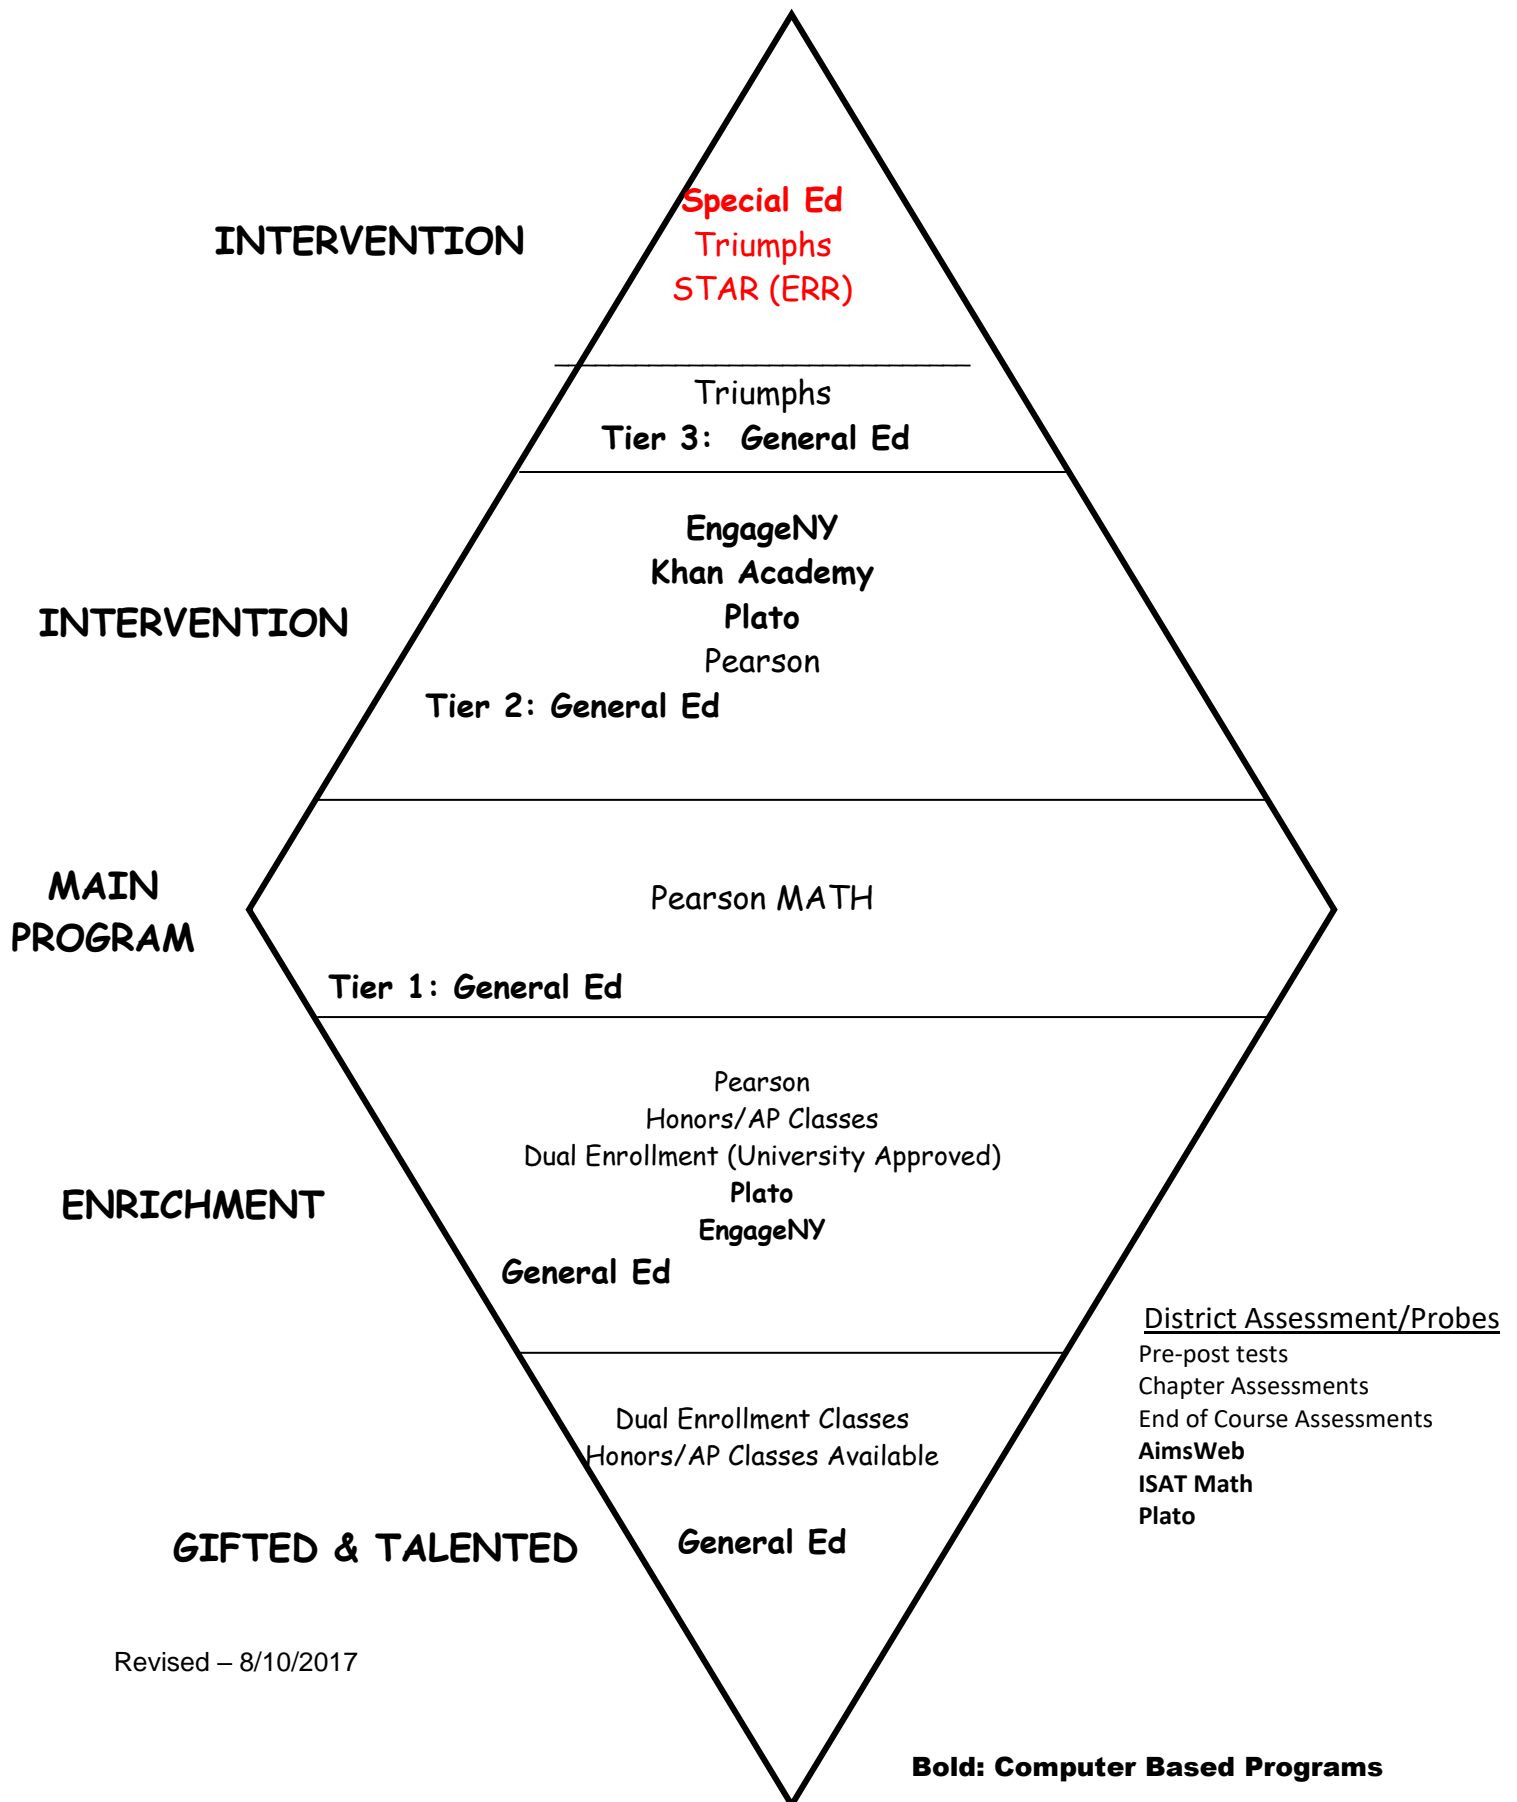 Special Ed
INTERVENTION
Triumphs
STAR (ERR)
Triumphs
Tier 3: General Ed
EngageNY
Khan Academy
INTERVENTION
Plato
Pearson
Tier 2: General Ed
MAIN
PROGRAM
Pearson MATH
Tier 1: General Ed
Pearson
Honors/AP Classes
Dual Enrollment (University Approved)
ENRICHMENT
Plato
EngageNY
General Ed
District Assessment/Probes
Pre-post tests
Chapter Assessments
End of Course Assessments
AimsWeb
ISAT Math
Plato
Dual Enrollment Classes
Honors/AP Classes Available
GIFTED & TALENTED
General Ed
Revised – 8/10/2017
Bold: Computer Based Programs